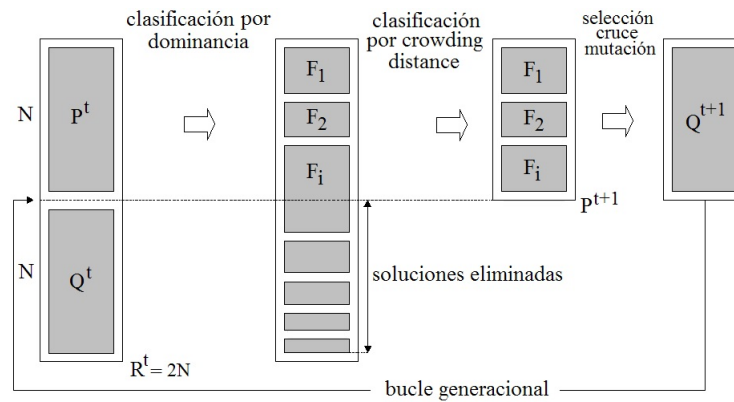 clasificación por
dominancia
clasificación
por crowding
distance
selección
cruce
mutación
N
P^t
N
Q^t
R^t = 2N
F_1
F_2
F_i
soluciones eliminadas
F_1
F_2
F_i
P^{t+1}
Q^{t+1}
bucle generacional